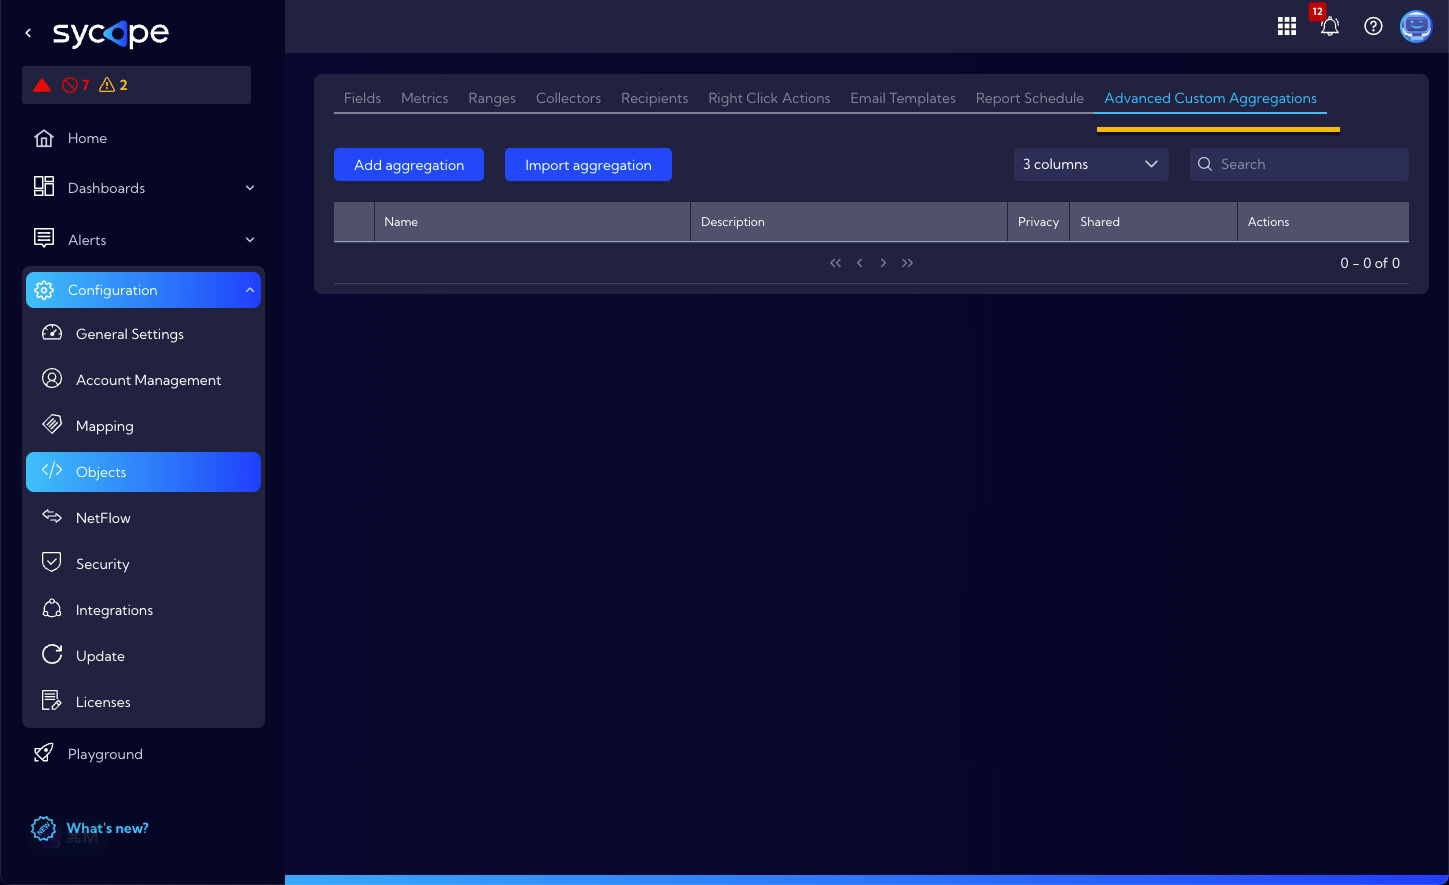 sycope
7 2
Home
Dashboards
Alerts
Configuration
General Settings
Account Management
Mapping
Objects
NetFlow
Security
Integrations
Update
Licenses
Playground
NEW What's new?
12
Fields Metrics Ranges Collectors Recipients Right Click Actions Email Templates Report Schedule Advanced Custom Aggregations
Add aggregation Import aggregation 3 columns Search
Name Description Privacy Shared Actions
0 - 0 of 0